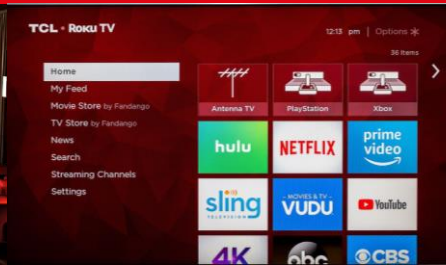 TCL • Roku TV
12:13 pm | Options
36 Items
Home
My Feed
Movie Store by Fandango
TV Store by Fandango
News
Search
Streaming Channels
Settings
Antenna TV
PlayStation
Xbox
hulu
NETFLIX
prime video
sling
TELEVISION
MOVIES & TV
VUDU
YouTube
4K
abc
CBS